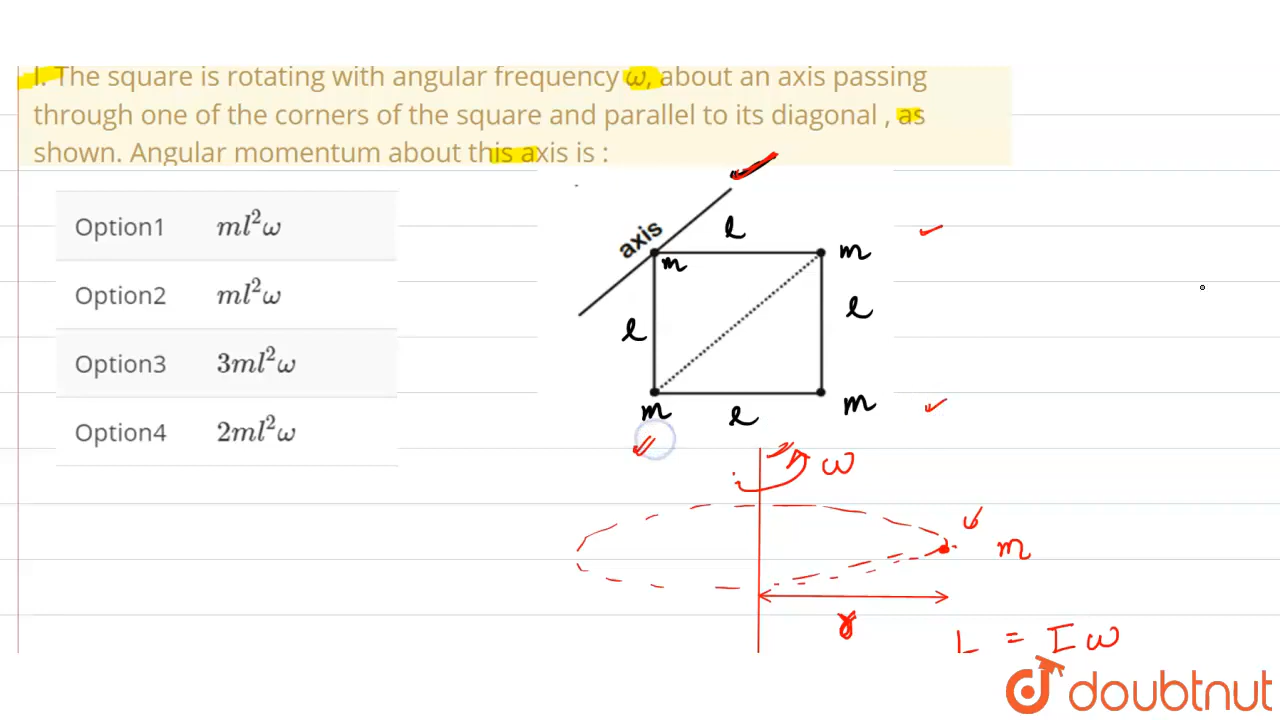 l. The square is rotating with angular frequency ω, about an axis passing
through one of the corners of the square and parallel to its diagonal , as
shown. Angular momentum about this axis is :
Option1 ml²ω
Option2 ml²ω
Option3 3ml²ω
Option4 2ml²ω
axis
l
m
m
l
l
m
l
m
ω
m
r
L = I ω
doubtnut